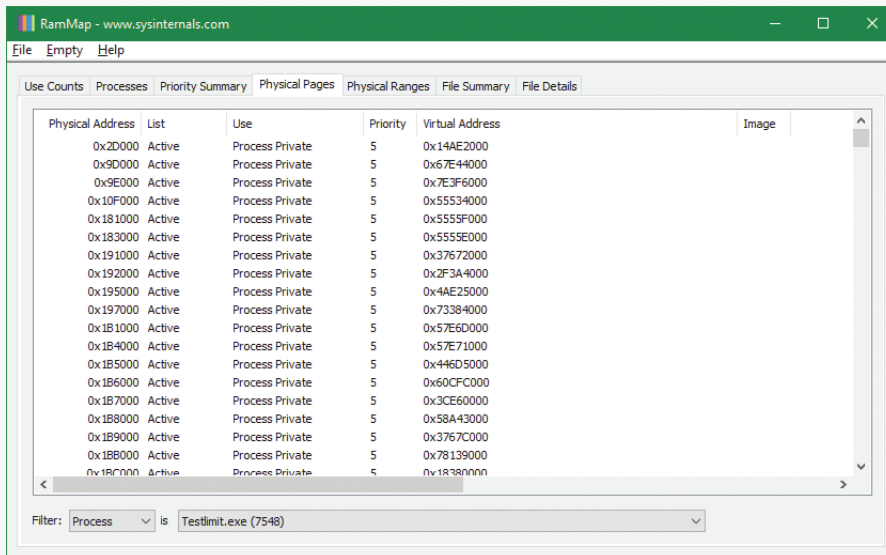 RamMap - www.sysinternals.com
File Empty Help
Use Counts Processes Priority Summary Physical Pages Physical Ranges File Summary File Details
Physical Address List Use Priority Virtual Address Image
0x2D000 Active Process Private 5 0x14AE2000
0x9D000 Active Process Private 5 0x67E44000
0x9E000 Active Process Private 5 0x7E3F6000
0x10F000 Active Process Private 5 0x55534000
0x181000 Active Process Private 5 0x5555F000
0x183000 Active Process Private 5 0x5555E000
0x191000 Active Process Private 5 0x37672000
0x192000 Active Process Private 5 0x2F3A4000
0x195000 Active Process Private 5 0x4AE25000
0x197000 Active Process Private 5 0x73384000
0x1B1000 Active Process Private 5 0x57E6D000
0x1B4000 Active Process Private 5 0x57E71000
0x1B5000 Active Process Private 5 0x446D5000
0x1B6000 Active Process Private 5 0x60CFC000
0x1B7000 Active Process Private 5 0x3CE60000
0x1B8000 Active Process Private 5 0x58A43000
0x1B9000 Active Process Private 5 0x3767C000
0x1BB000 Active Process Private 5 0x78139000
0x1BC000 Active Process Private 5 0x18380000
Filter: Process is Testlimit.exe (7548)